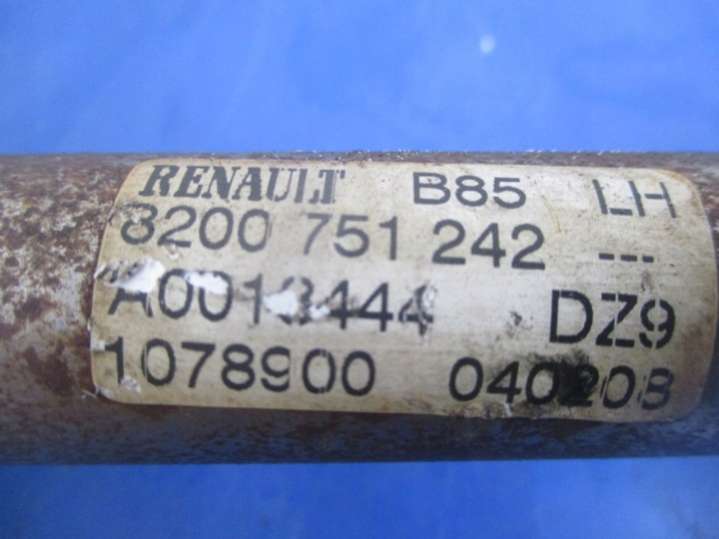 RENAULT B85 LH
8200 751 242 ---
DZ9
1078900 040208